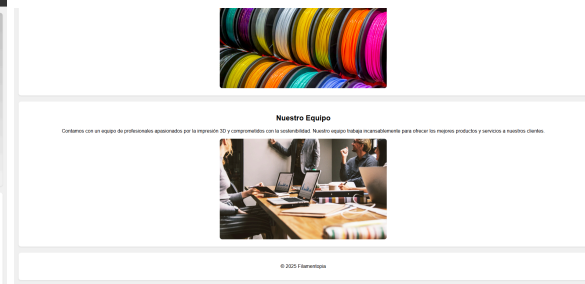 Nuestro Equipo
Contamos con un equipo de profesionales apasionados por la impresión 3D y comprometidos con la sostenibilidad. Nuestro equipo trabaja incansablemente para ofrecer los mejores productos y servicios a nuestros clientes.
© 2025 Filamentopia